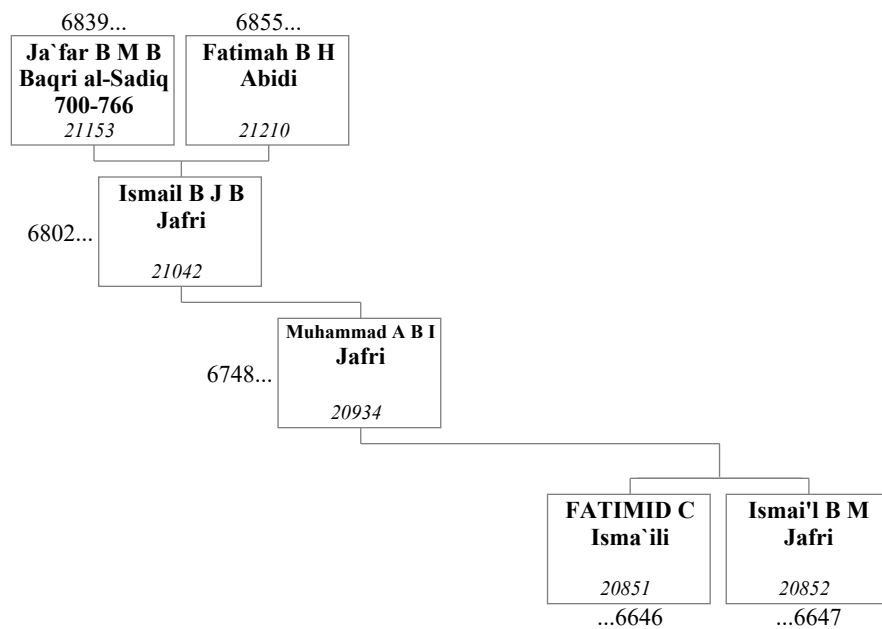 6839...
6855...
Ja`far B M B
Baqri al-Sadiq
700-766
21153
Fatimah B H
Abidi
21210
Ismail B J B
Jafri
21042
6802...
Muhammad A B I
Jafri
20934
6748...
FATIMID C
Isma`ili
20851
...6646
Ismai'l B M
Jafri
20852
...6647